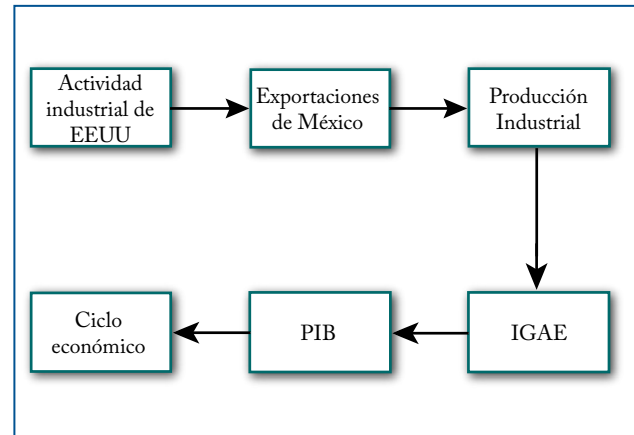 Actividad
industrial de
EEUU
Exportaciones
de México
Producción
Industrial
Ciclo
económico
PIB
IGAE